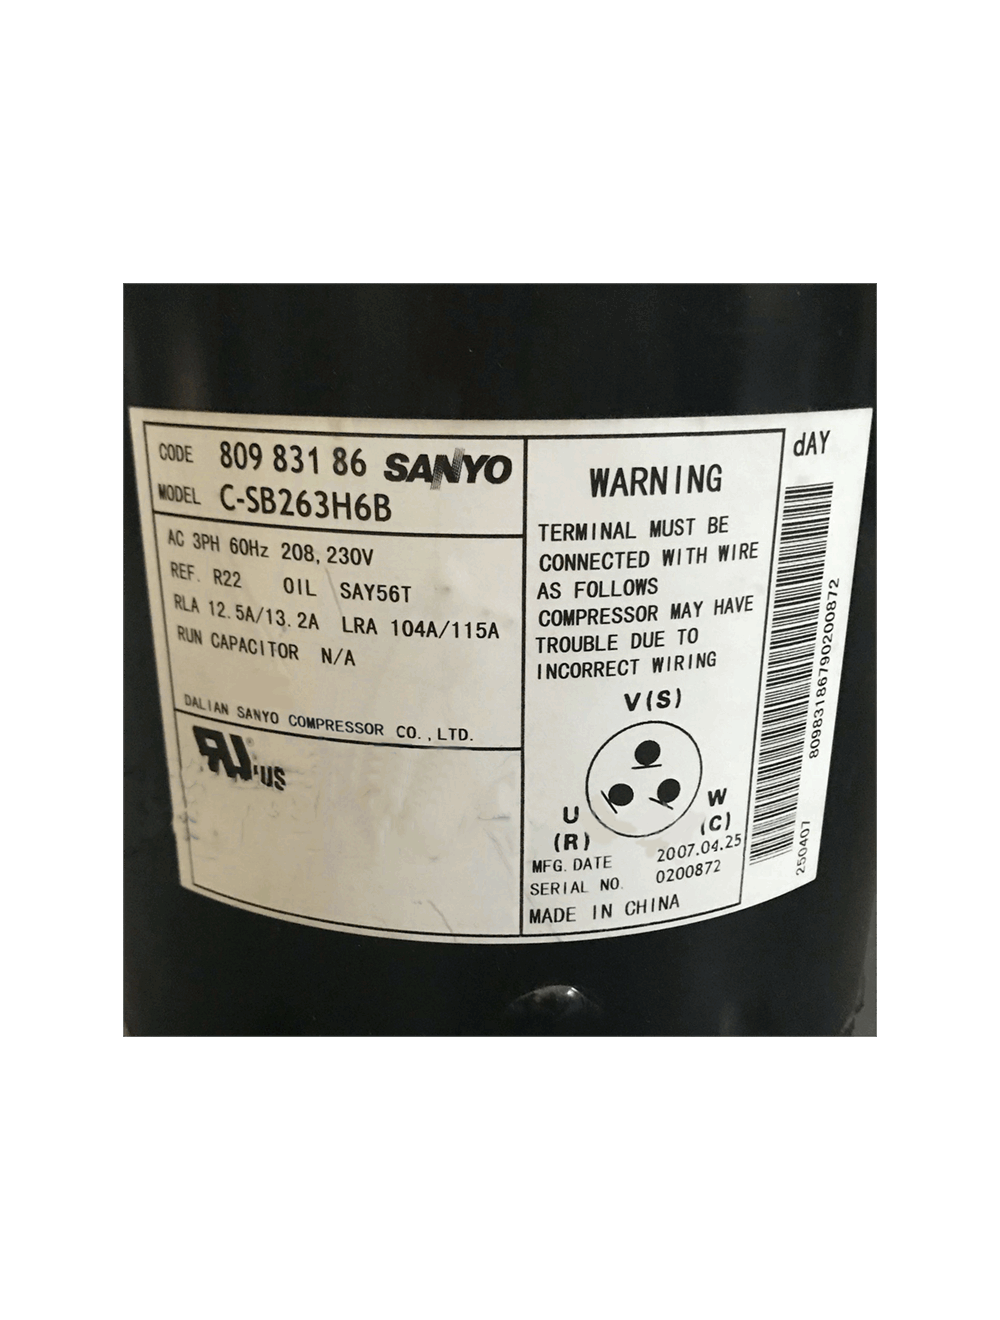 CODE 809 831 86 SANYO
MODEL C-SB263H6B
AC 3PH 60Hz 208, 230V
REF. R22 OIL SAY56T
RLA 12.5A/13.2A LRA 104A/115A
RUN CAPACITOR N/A
DALIAN SANYO COMPRESSOR CO.,LTD.
RU US
WARNING
TERMINAL MUST BE
CONNECTED WITH WIRE
AS FOLLOWS
COMPRESSOR MAY HAVE
TROUBLE DUE TO
INCORRECT WIRING
V(S)
U
(R)
W
(C)
MFG. DATE 2007.04.25
SERIAL NO. 0200872
MADE IN CHINA
dAY
80983186790200872
250407